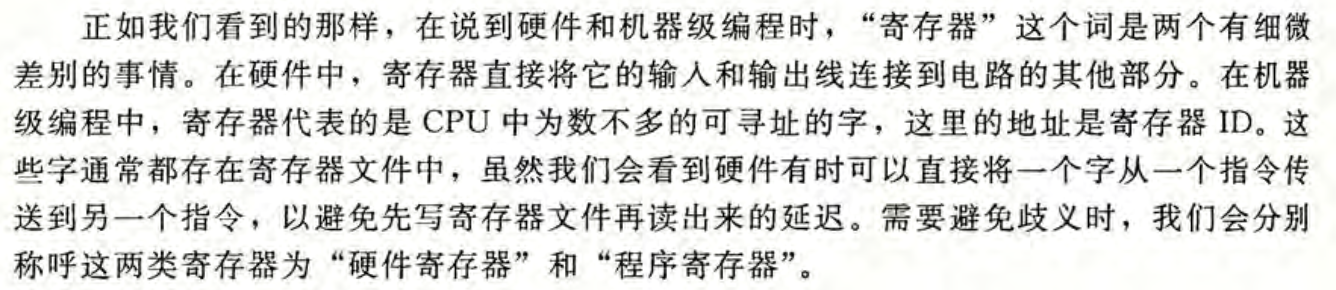 正如我们看到的那样，在说到硬件和机器级编程时，“寄存器”这个词是两个有细微
差别的事情。在硬件中，寄存器直接将它的输入和输出线连接到电路的其他部分。在机器
级编程中，寄存器代表的是 CPU 中为数不多的可寻址的字，这里的地址是寄存器 ID。这
些字通常都存在寄存器文件中，虽然我们会看到硬件有时可以直接将一个字从一个指令传
送到另一个指令，以避免先写寄存器文件再读出来的延迟。需要避免歧义时，我们会分别
称呼这两类寄存器为“硬件寄存器”和“程序寄存器”。